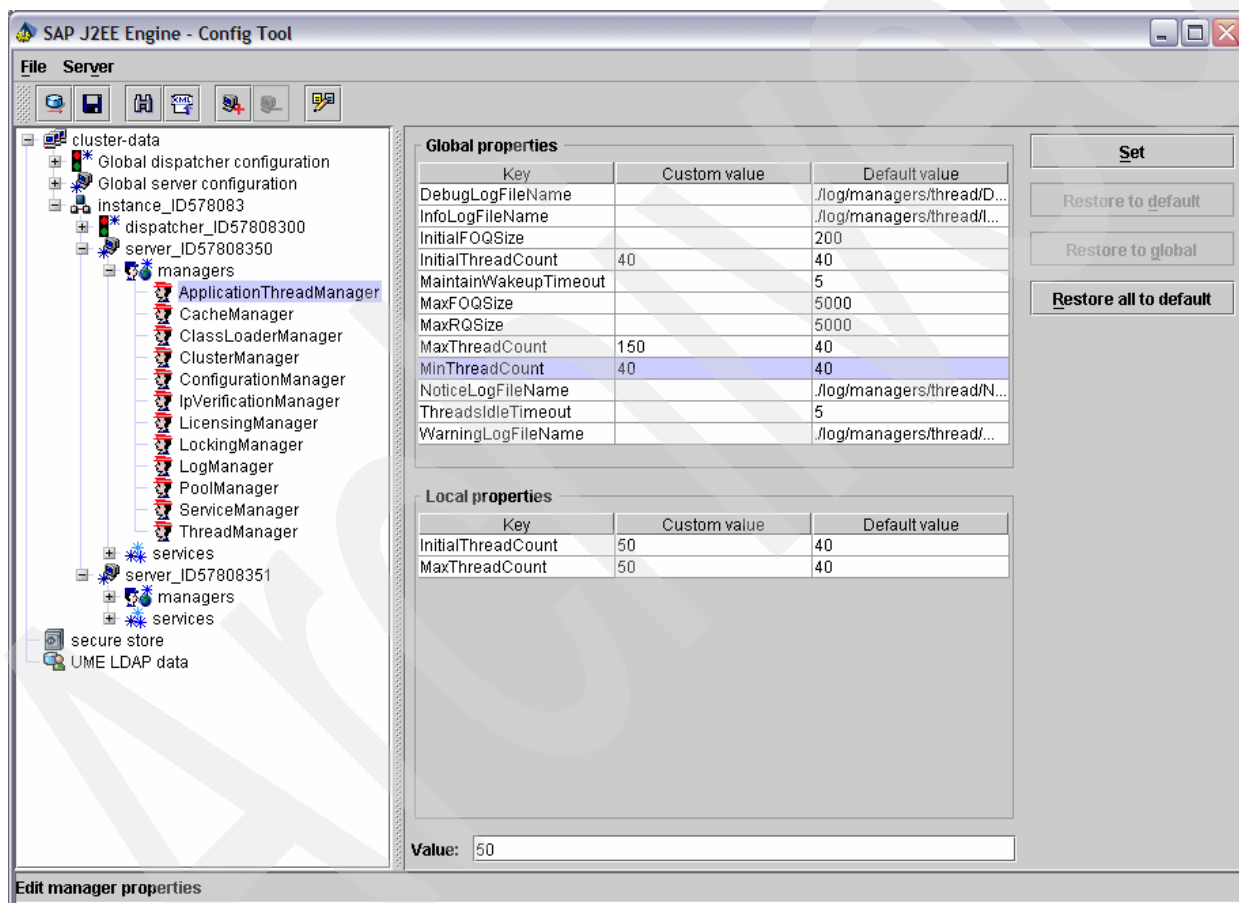 SAP J2EE Engine - Config Tool
File Server
cluster-data
Global dispatcher configuration
Global server configuration
instance_ID578083
dispatcher_ID57808300
server_ID57808350
managers
ApplicationThreadManager
CacheManager
ClassLoaderManager
ClusterManager
ConfigurationManager
IpVerificationManager
LicensingManager
LockingManager
LogManager
PoolManager
ServiceManager
ThreadManager
services
server_ID57808351
managers
services
secure store
UME LDAP data
Global properties
Key Custom value Default value
DebugLogFileName ./log/managers/thread/D...
InfoLogFileName ./log/managers/thread/I...
InitialFOQSize 200
InitialThreadCount 40 40
MaintainWakeupTimeout 5
MaxFOQSize 5000
MaxRQSize 5000
MaxThreadCount 150 40
MinThreadCount 40 40
NoticeLogFileName ./log/managers/thread/N...
ThreadsIdleTimeout 5
WarningLogFileName ./log/managers/thread/...
Local properties
Key Custom value Default value
InitialThreadCount 50 40
MaxThreadCount 50 40
Value: 50
Set
Restore to default
Restore to global
Restore all to default
Edit manager properties